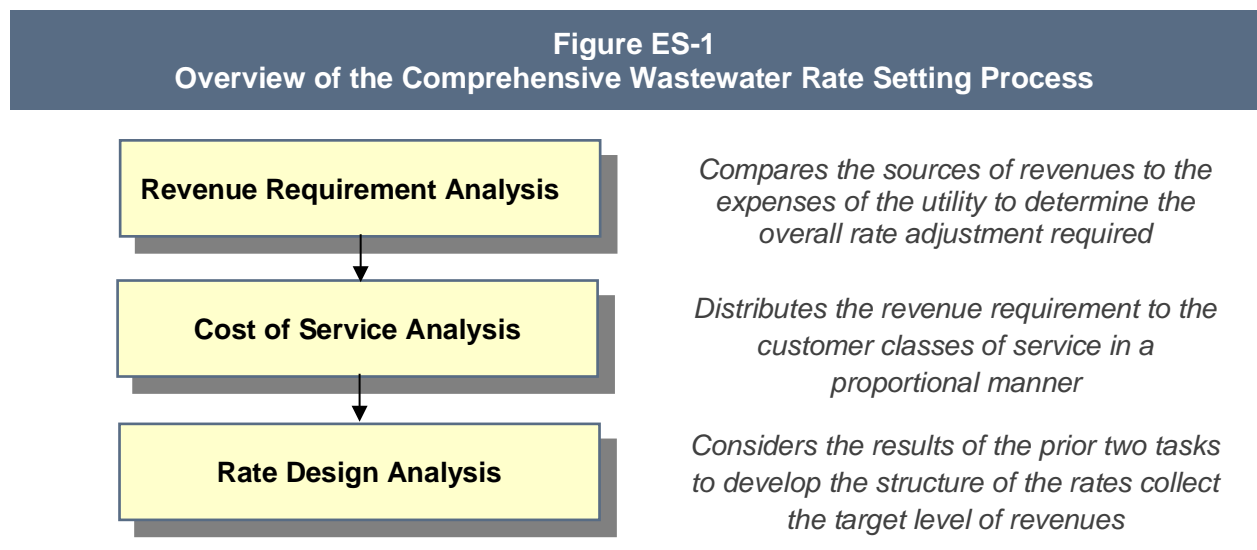 Figure ES-1
Overview of the Comprehensive Wastewater Rate Setting Process
Revenue Requirement Analysis
Compares the sources of revenues to the
expenses of the utility to determine the
overall rate adjustment required
Cost of Service Analysis
Distributes the revenue requirement to the
customer classes of service in a
proportional manner
Rate Design Analysis
Considers the results of the prior two tasks
to develop the structure of the rates collect
the target level of revenues